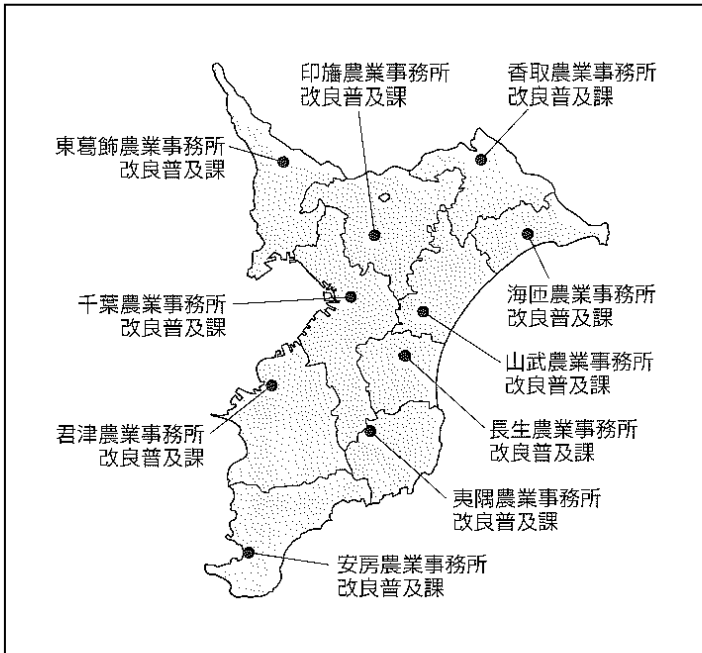 印旛農業事務所
改良普及課
香取農業事務所
改良普及課
東葛飾農業事務所
改良普及課
千葉農業事務所
改良普及課
海匝農業事務所
改良普及課
山武農業事務所
改良普及課
君津農業事務所
改良普及課
長生農業事務所
改良普及課
夷隅農業事務所
改良普及課
安房農業事務所
改良普及課